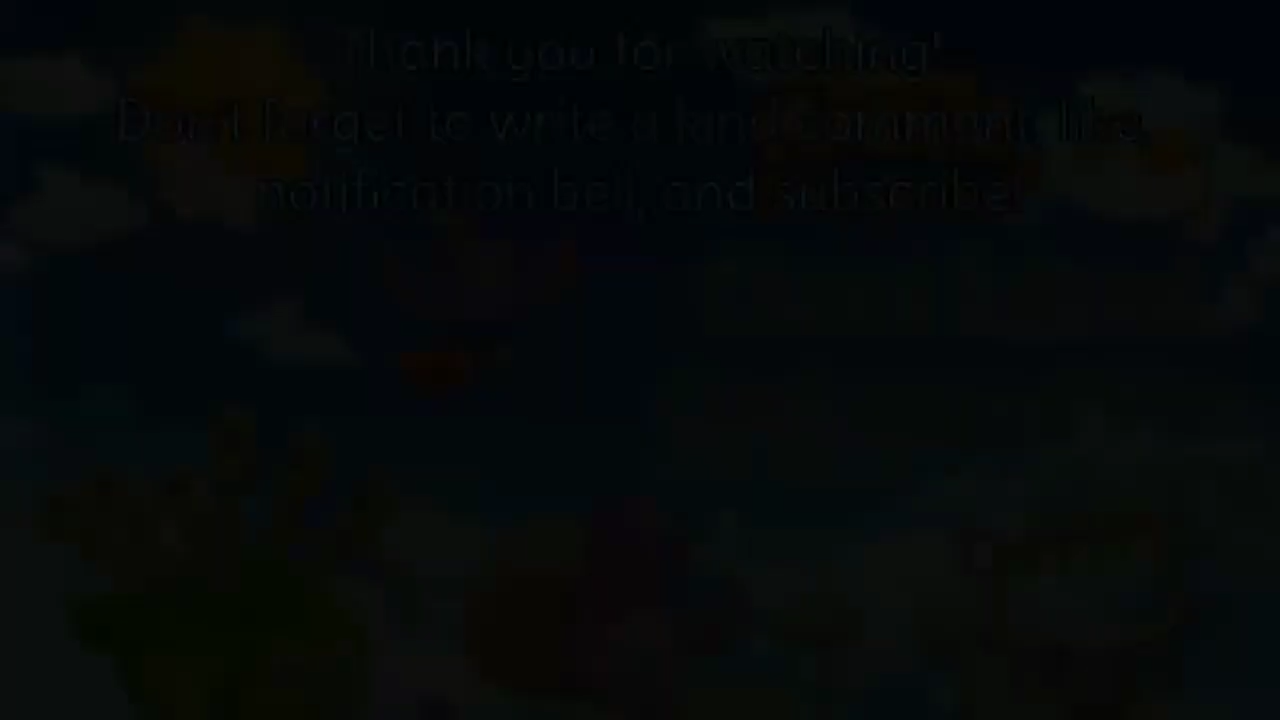 Thank you for watching!
Don't forget to write a kind comment, like
notification bell, and subscribe